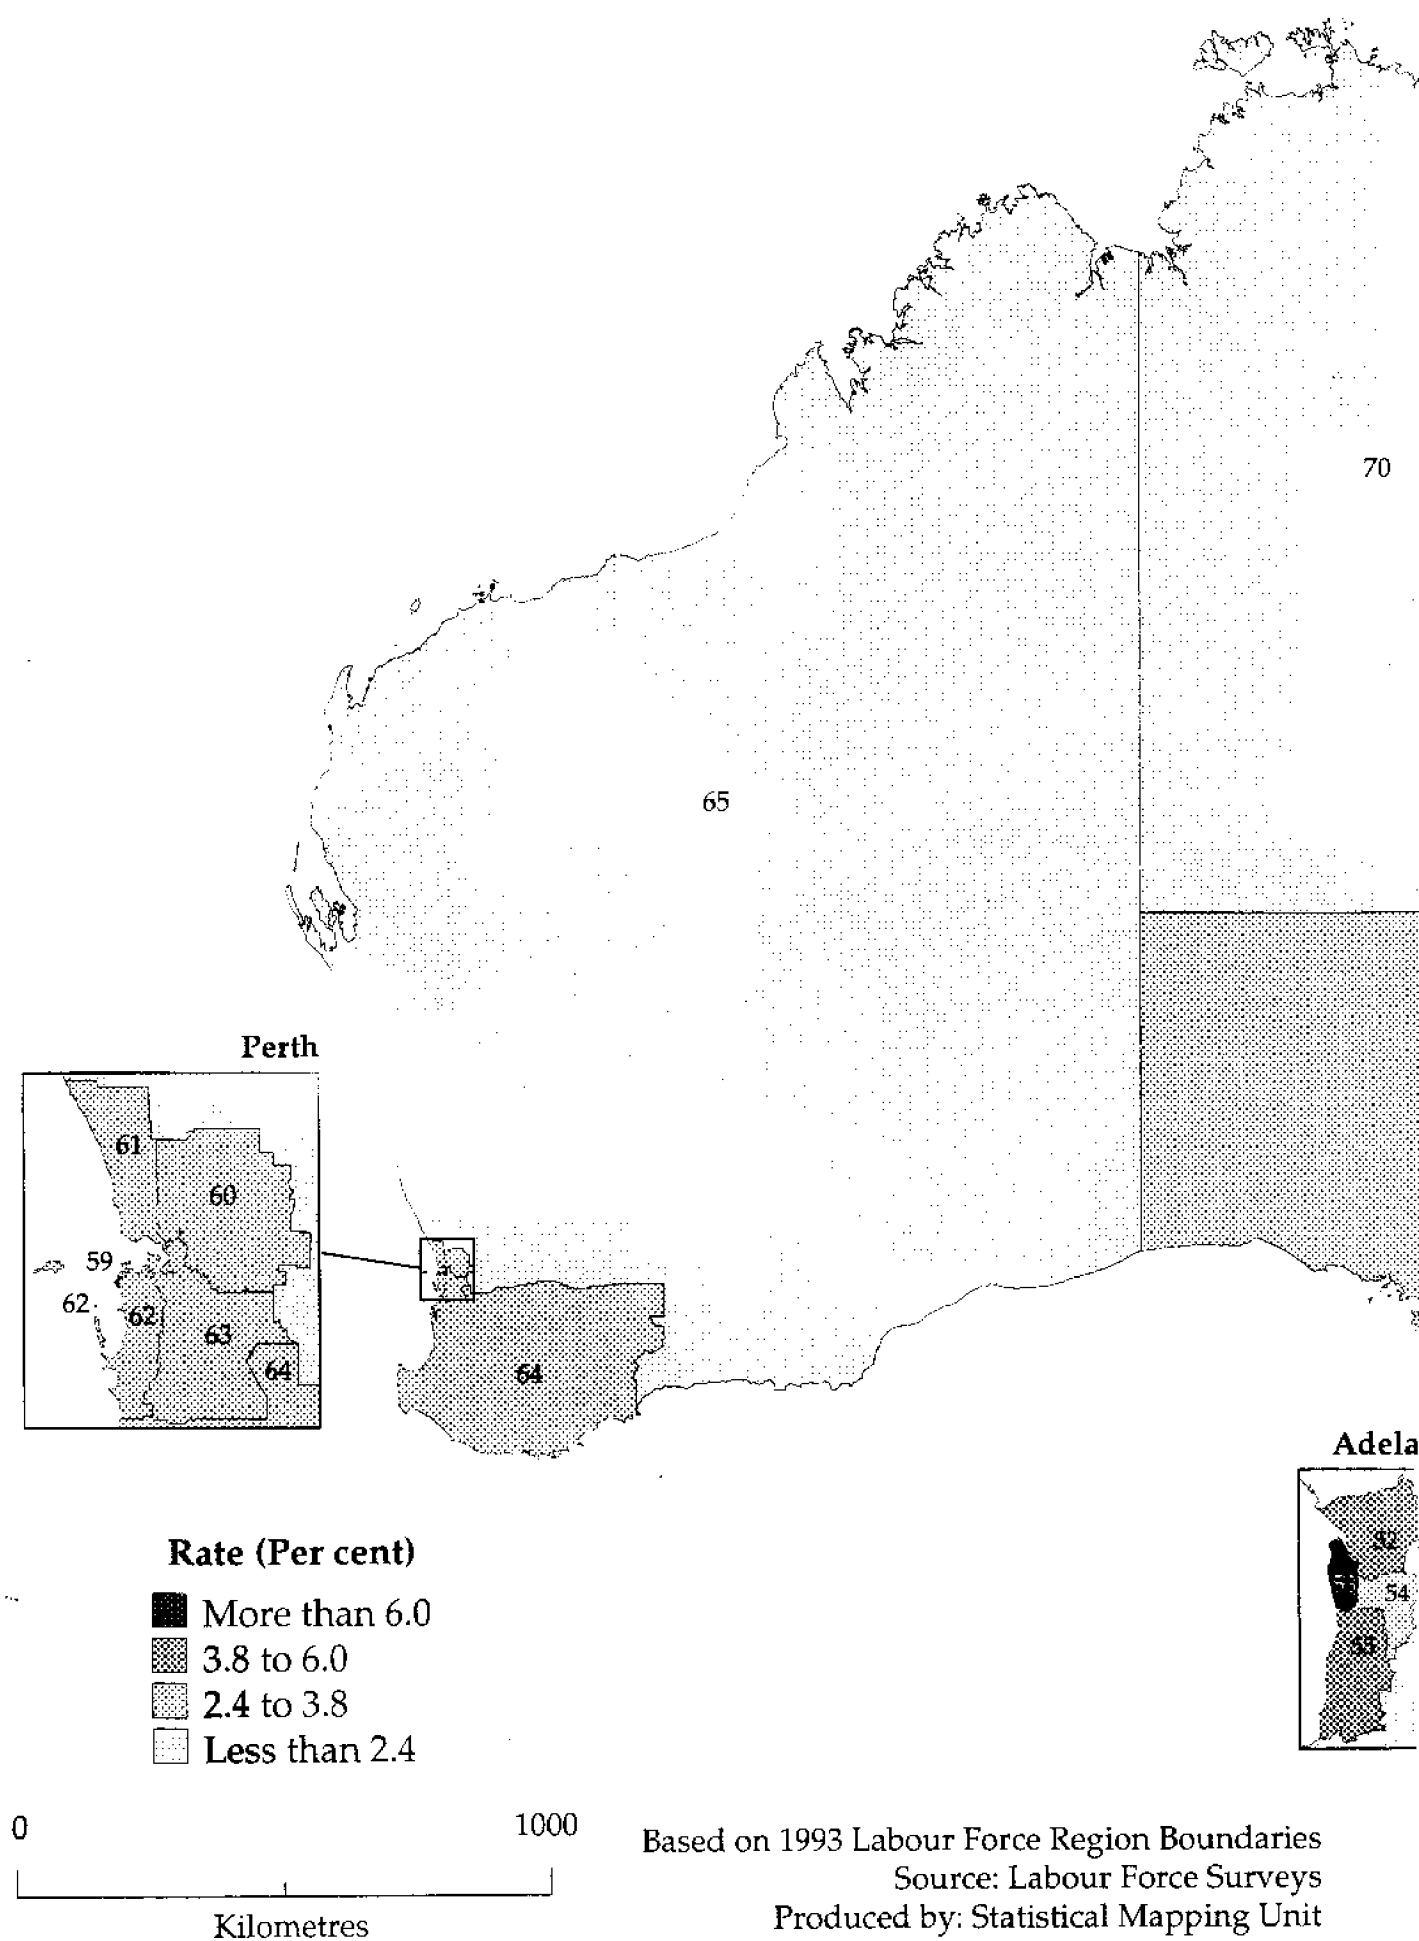 70
65
Perth
61
60
59
62
62
63
64
64
Adela
52
54
53
Rate (Per cent)
More than 6.0
3.8 to 6.0
2.4 to 3.8
Less than 2.4
0 1000
Kilometres
Based on 1993 Labour Force Region Boundaries
Source: Labour Force Surveys
Produced by: Statistical Mapping Unit